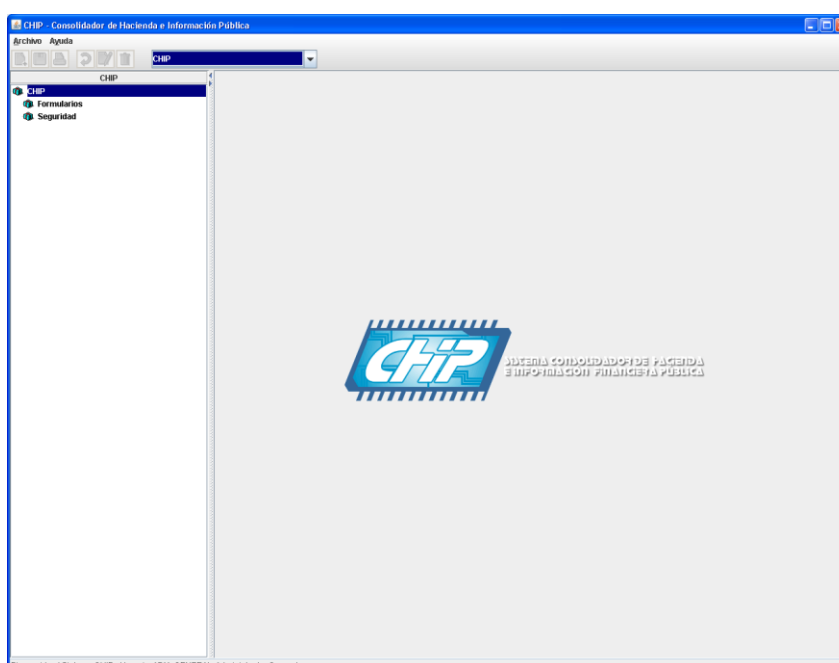 CHIP - Consolidador de Hacienda e Información Pública
Archivo Ayuda
CHIP
CHIP
CHIP
Formularios
Seguridad
CHIP
SISTEMA CONSOLIDADOR DE HACIENDA
E INFORMACIÓN FINANCIERA PÚBLICA